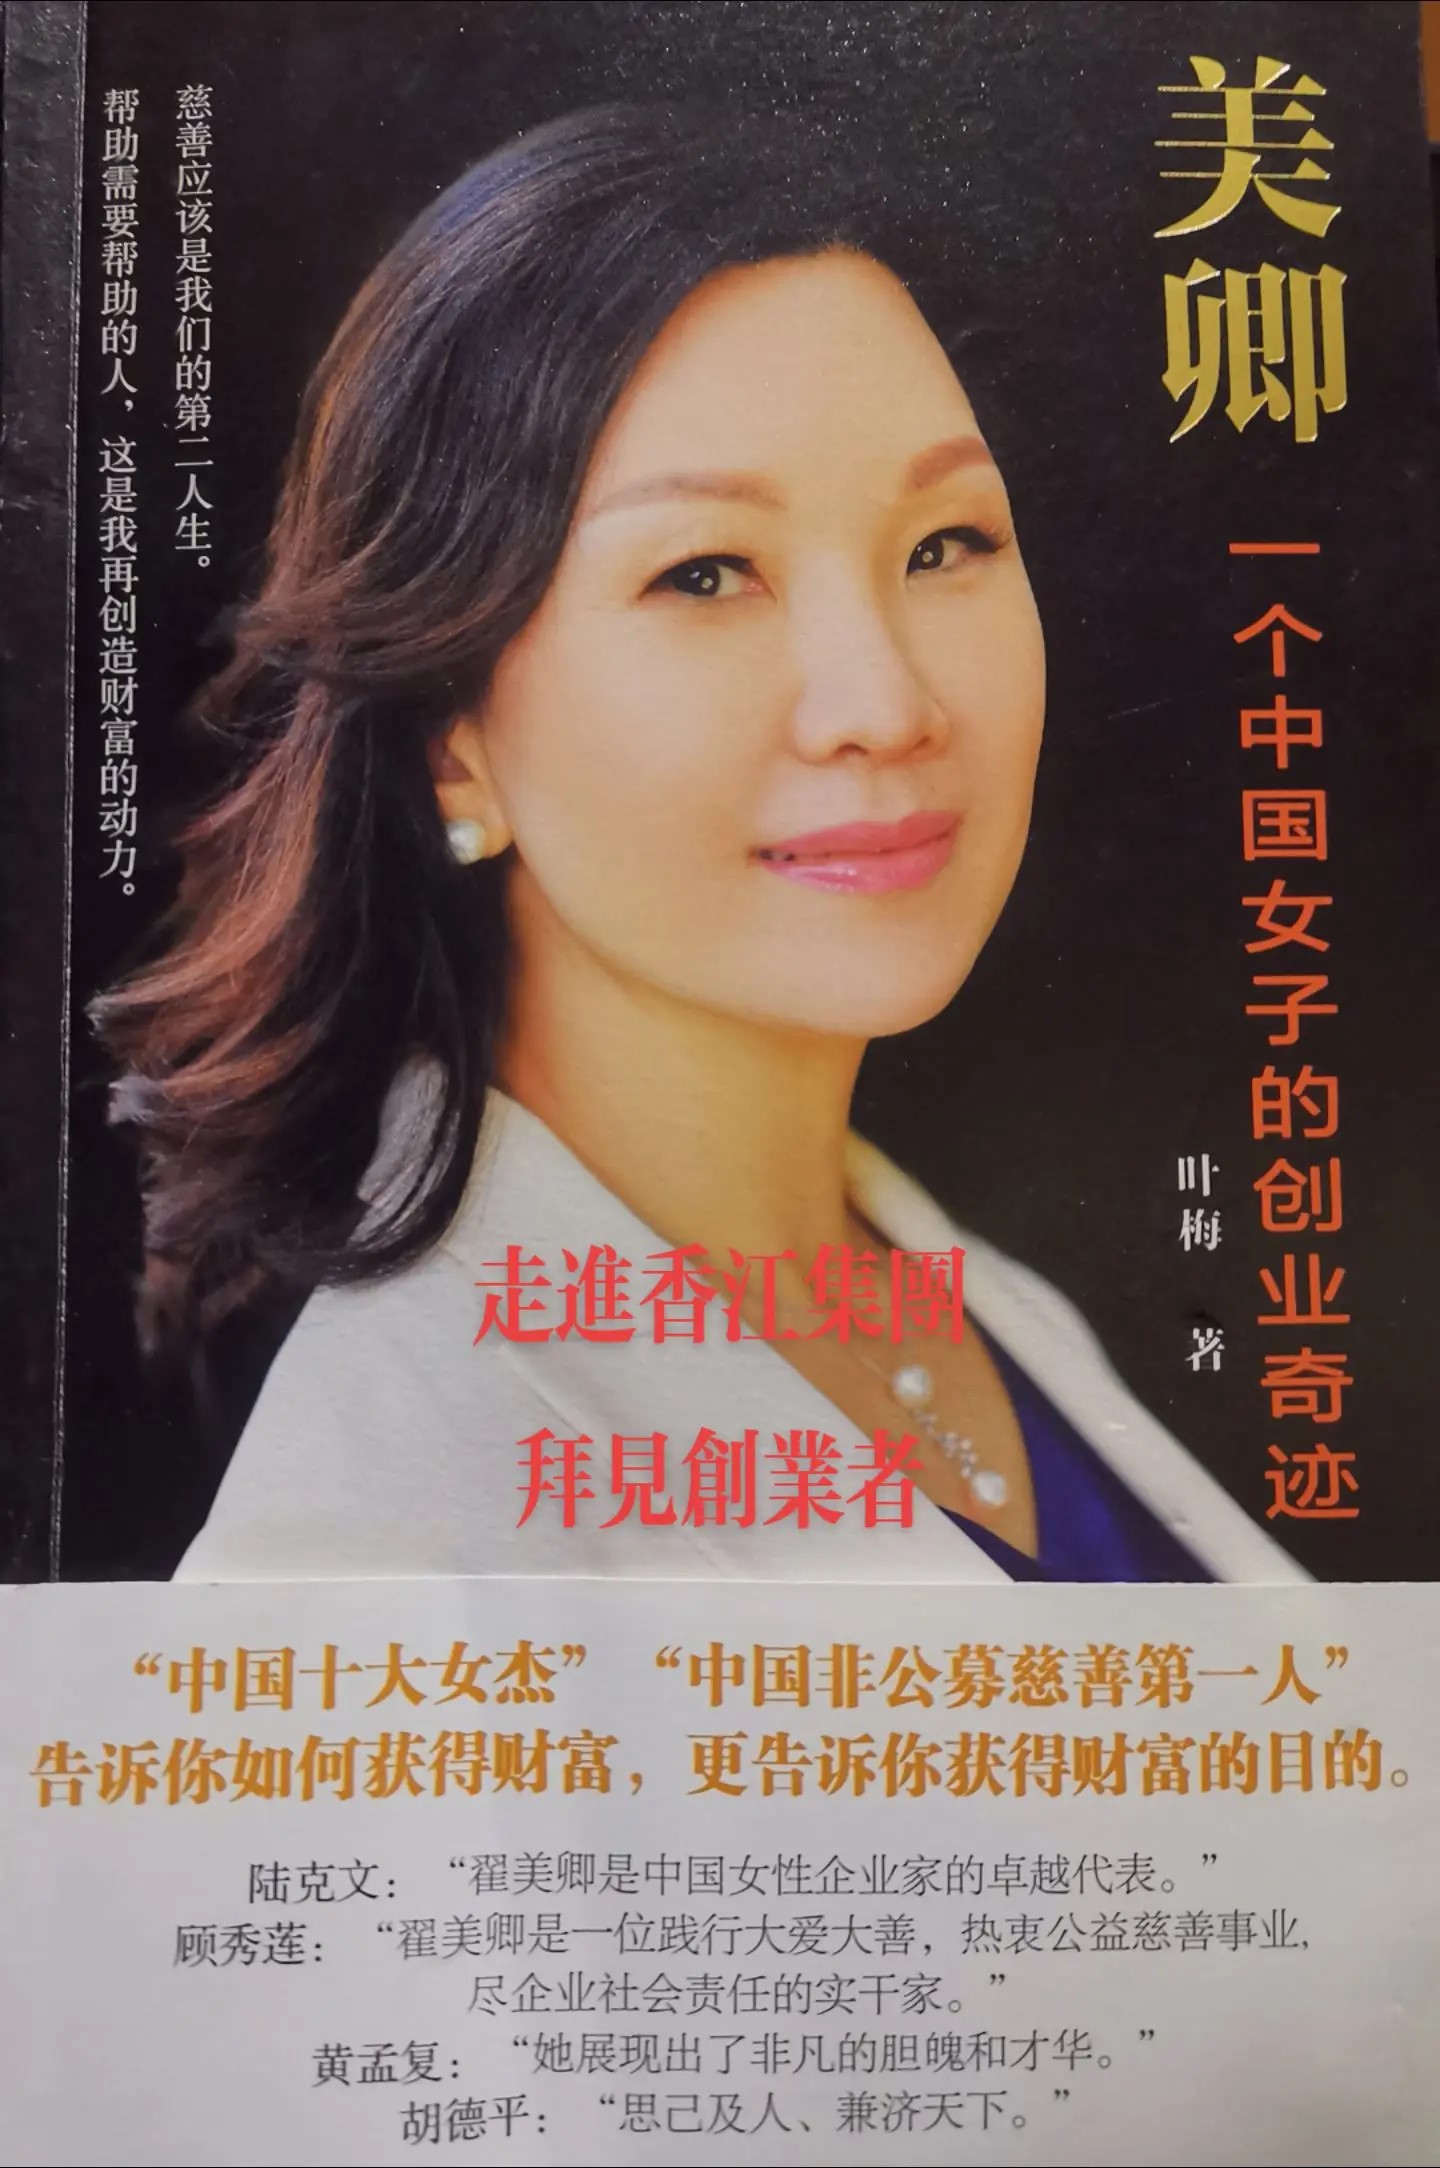 美卿
一个中国女子的创业奇迹
叶梅 著
慈善应该是我们的第二人生。
帮助需要帮助的人，这是我再创造财富的动力。
走進香江集團
拜見創業者
“中国十大女杰” “中国非公募慈善第一人”
告诉你如何获得财富，更告诉你获得财富的目的。
陆克文：“翟美卿是中国女性企业家的卓越代表。”
顾秀莲：“翟美卿是一位践行大爱大善，热衷公益慈善事业，
尽企业社会责任的实干家。”
黄孟复：“她展现出了非凡的胆魄和才华。”
胡德平：“思己及人、兼济天下。”